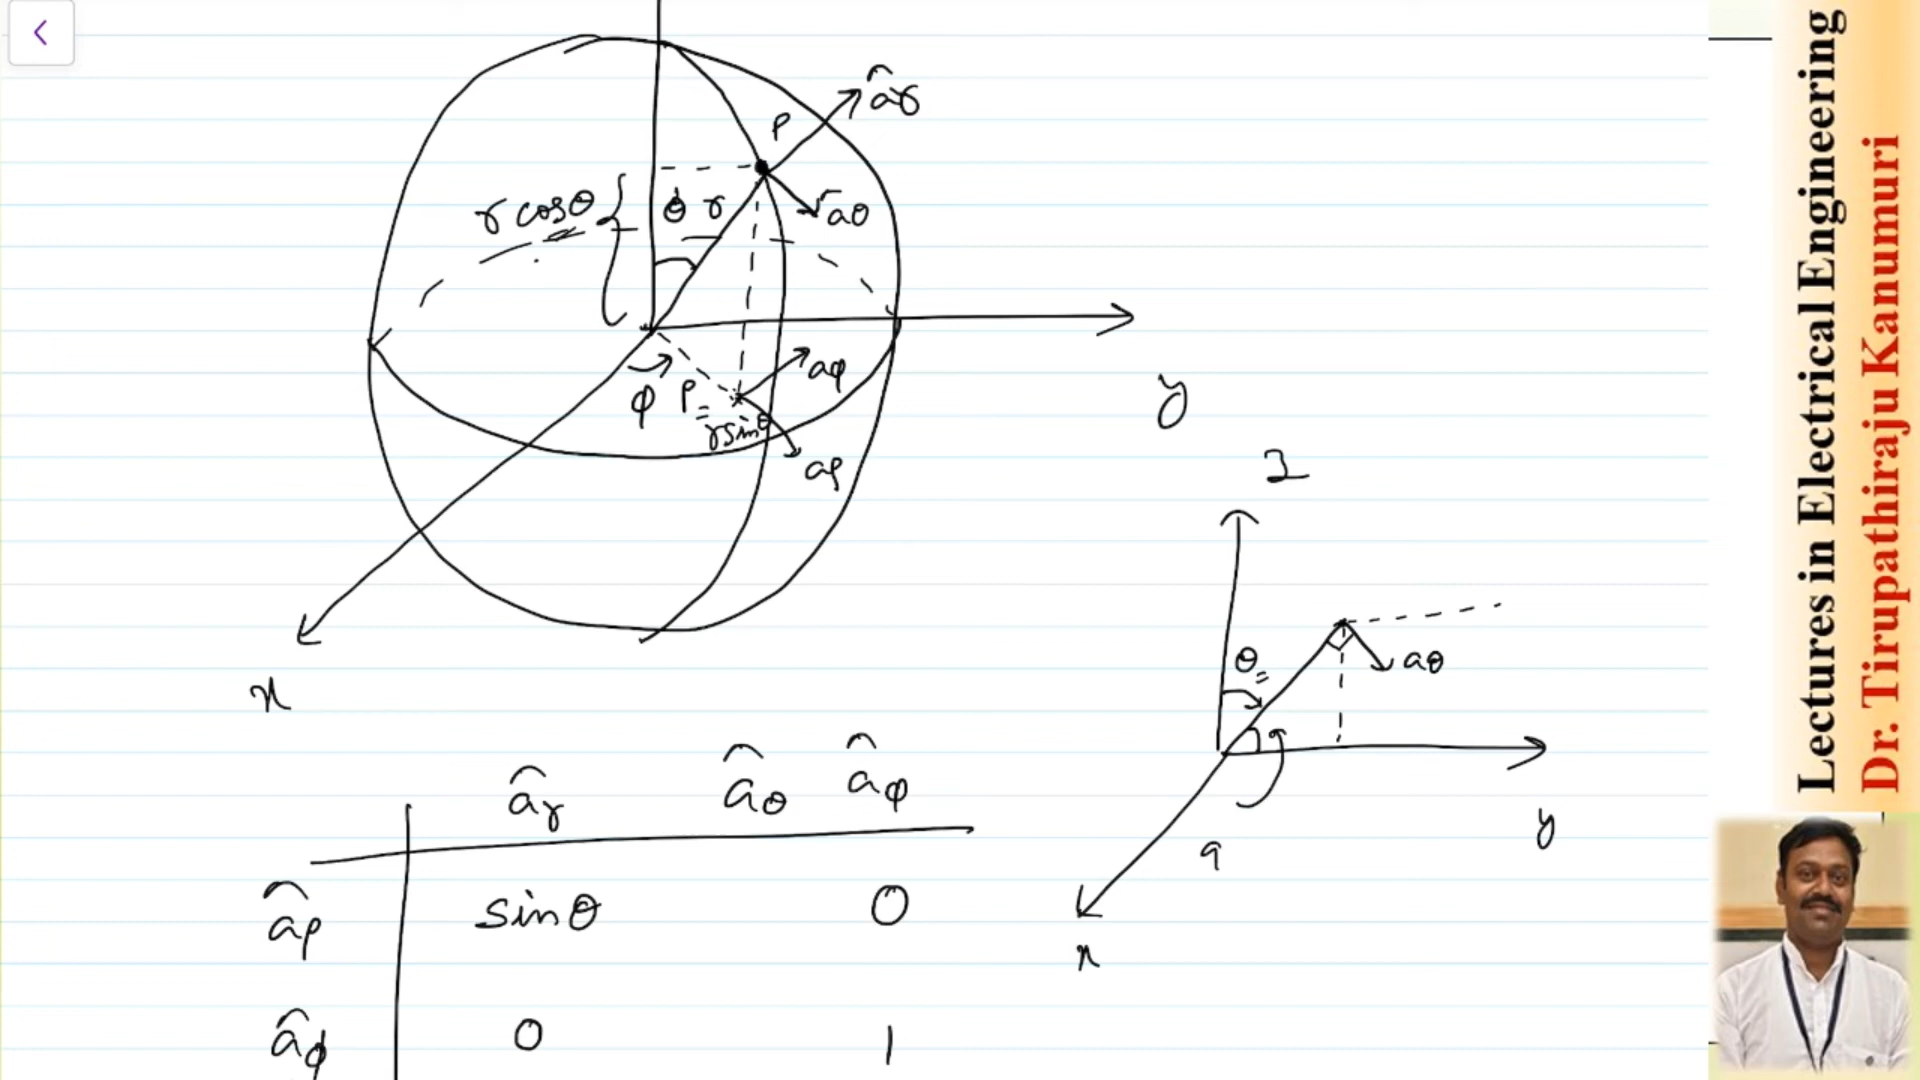 âr
P
r cosθ
θ r
aθ
ϕ ρ = r sinθ
aϕ
aρ
y
x
z
θ
aθ
9
y
x
âr âθ âϕ
âρ sinθ 0
âϕ 0 1
Lectures in Electrical Engineering
Dr. Tirupathiraju Kanumuri